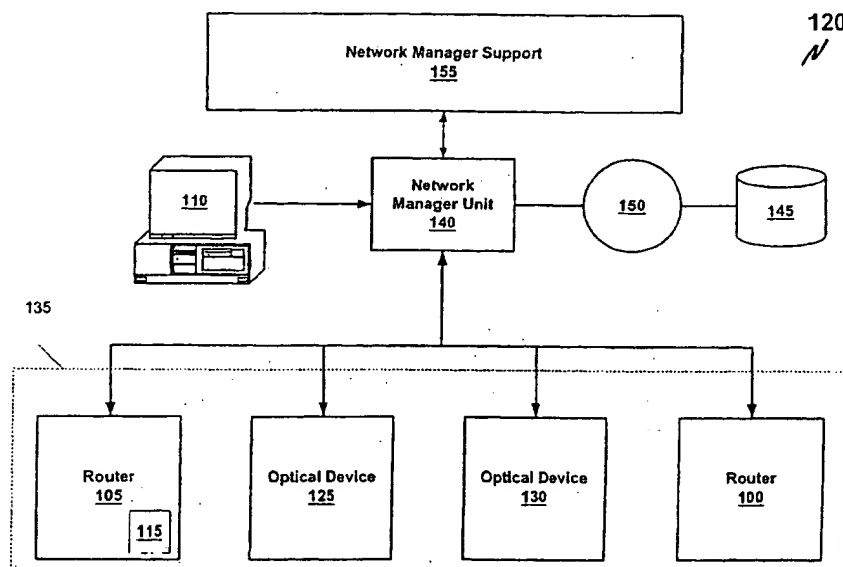 120
Network Manager Support
155
110
Network
Manager Unit
140
150
145
135
Router
105
115
Optical Device
125
Optical Device
130
Router
100